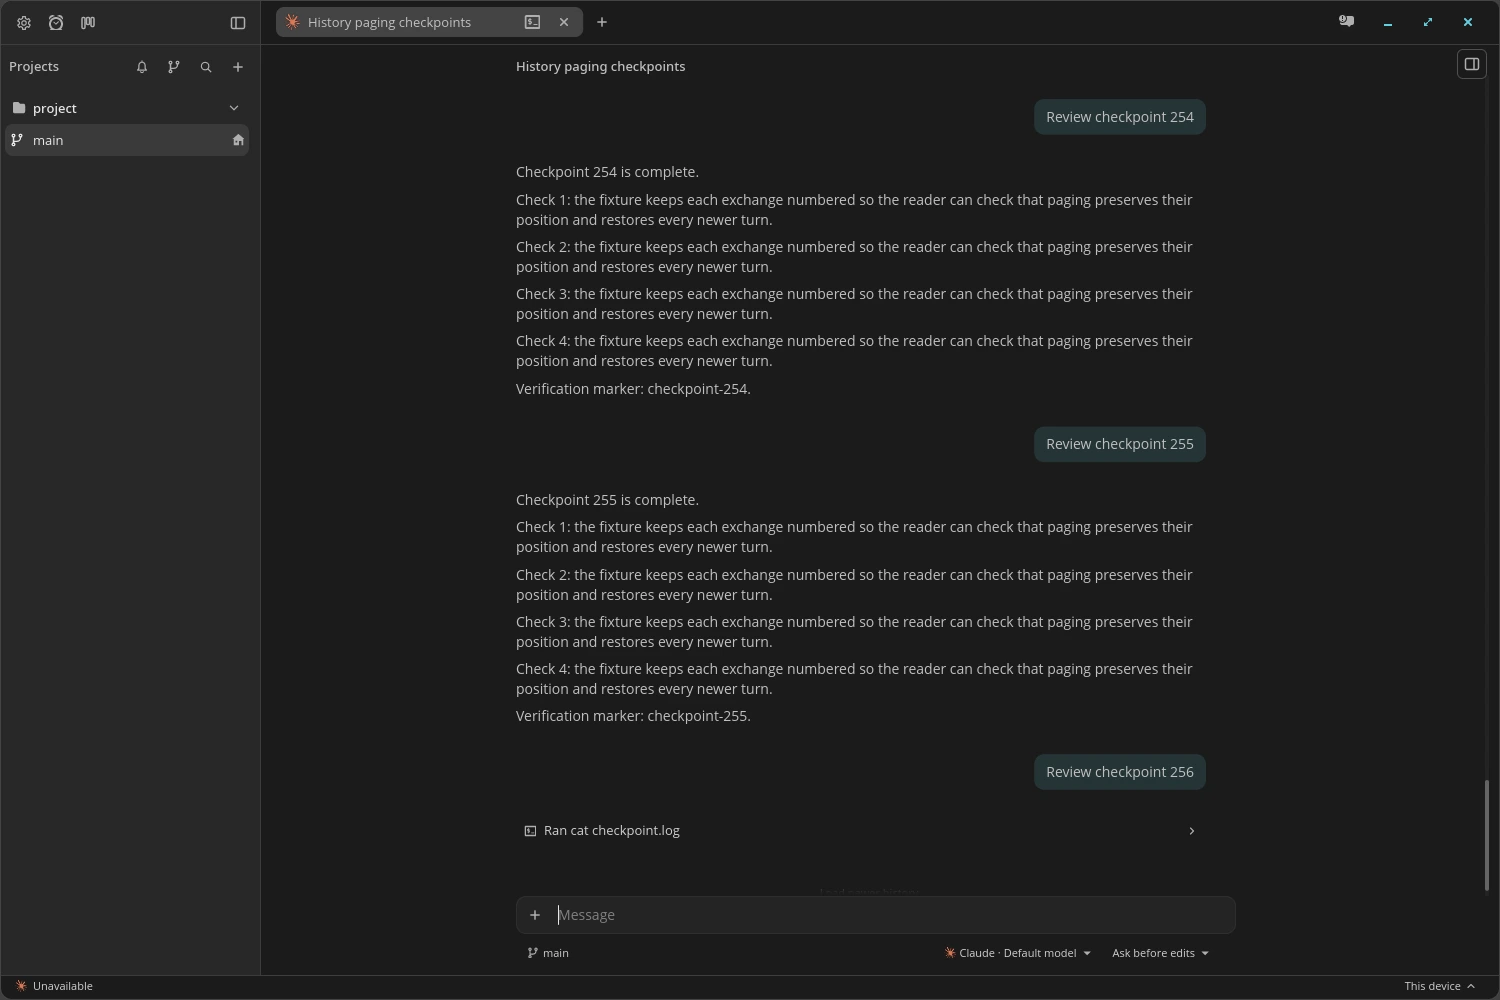 History paging checkpoints
Projects
project
main
History paging checkpoints
Review checkpoint 254
Checkpoint 254 is complete.
Check 1: the fixture keeps each exchange numbered so the reader can check that paging preserves their
position and restores every newer turn.
Check 2: the fixture keeps each exchange numbered so the reader can check that paging preserves their
position and restores every newer turn.
Check 3: the fixture keeps each exchange numbered so the reader can check that paging preserves their
position and restores every newer turn.
Check 4: the fixture keeps each exchange numbered so the reader can check that paging preserves their
position and restores every newer turn.
Verification marker: checkpoint-254.
Review checkpoint 255
Checkpoint 255 is complete.
Check 1: the fixture keeps each exchange numbered so the reader can check that paging preserves their
position and restores every newer turn.
Check 2: the fixture keeps each exchange numbered so the reader can check that paging preserves their
position and restores every newer turn.
Check 3: the fixture keeps each exchange numbered so the reader can check that paging preserves their
position and restores every newer turn.
Check 4: the fixture keeps each exchange numbered so the reader can check that paging preserves their
position and restores every newer turn.
Verification marker: checkpoint-255.
Review checkpoint 256
Ran cat checkpoint.log
Message
main
Claude · Default model
Ask before edits
Unavailable
This device